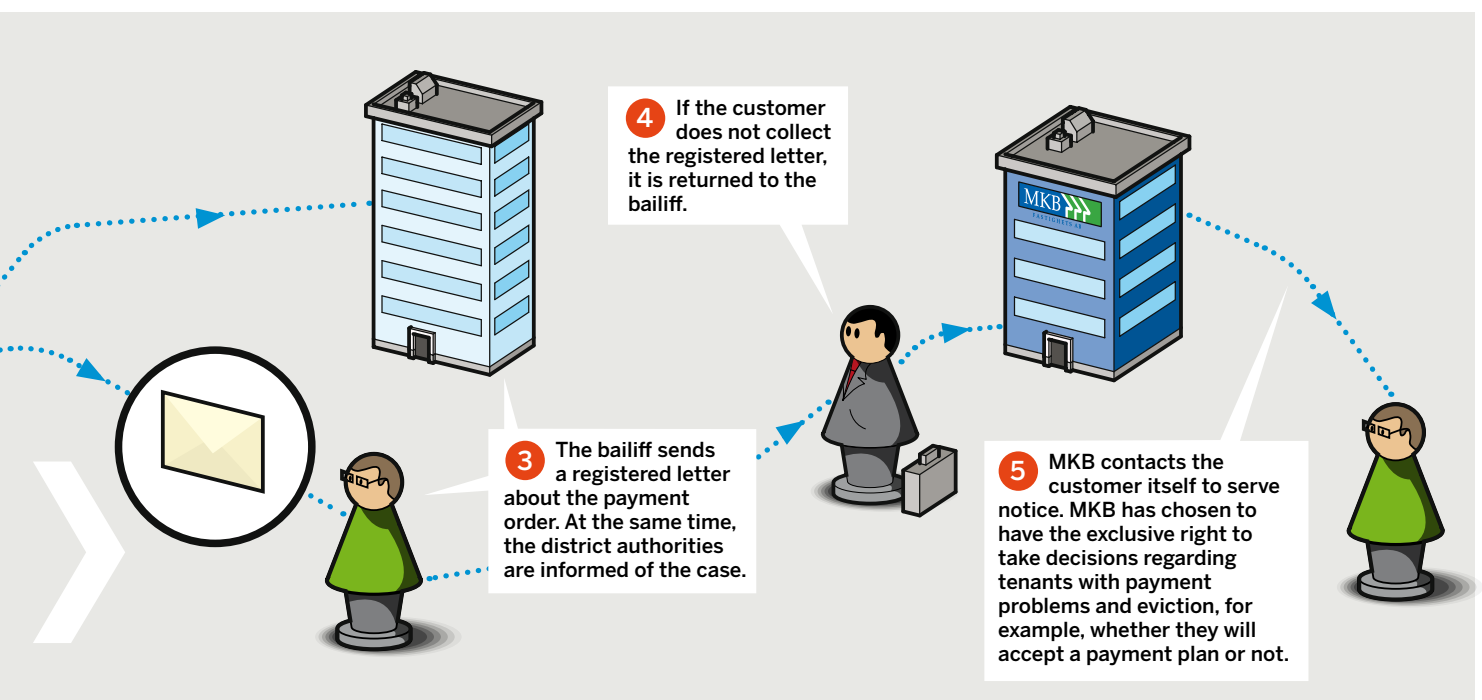 4 If the customer
does not collect
the registered letter,
it is returned to the
bailiff.
MKB
FASTIGHETS AB
3 The bailiff sends
a registered letter
about the payment
order. At the same time,
the district authorities
are informed of the case.
5 MKB contacts the
customer itself to serve
notice. MKB has chosen to
have the exclusive right to
take decisions regarding
tenants with payment
problems and eviction, for
example, whether they will
accept a payment plan or not.